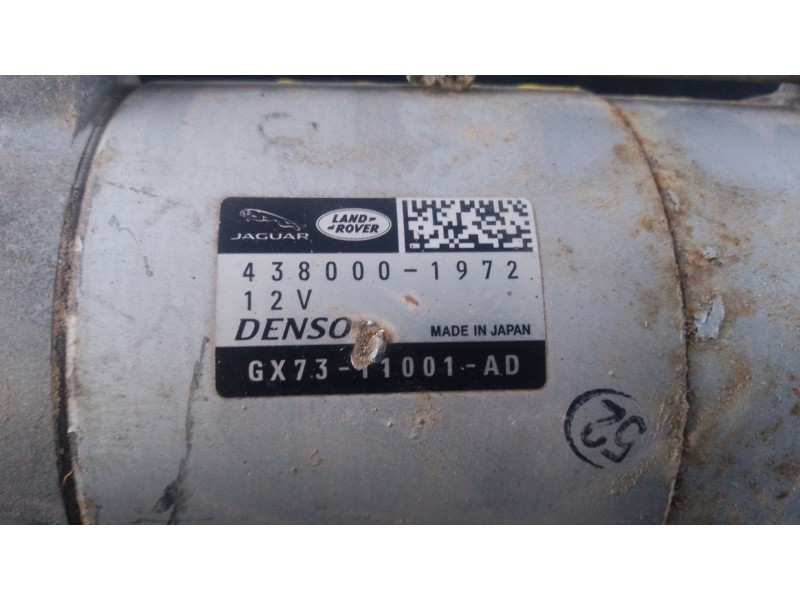 JAGUAR
LAND-
-ROVER
438000-1972
12V
DENSO
MADE IN JAPAN
GX73-11001-AD
52